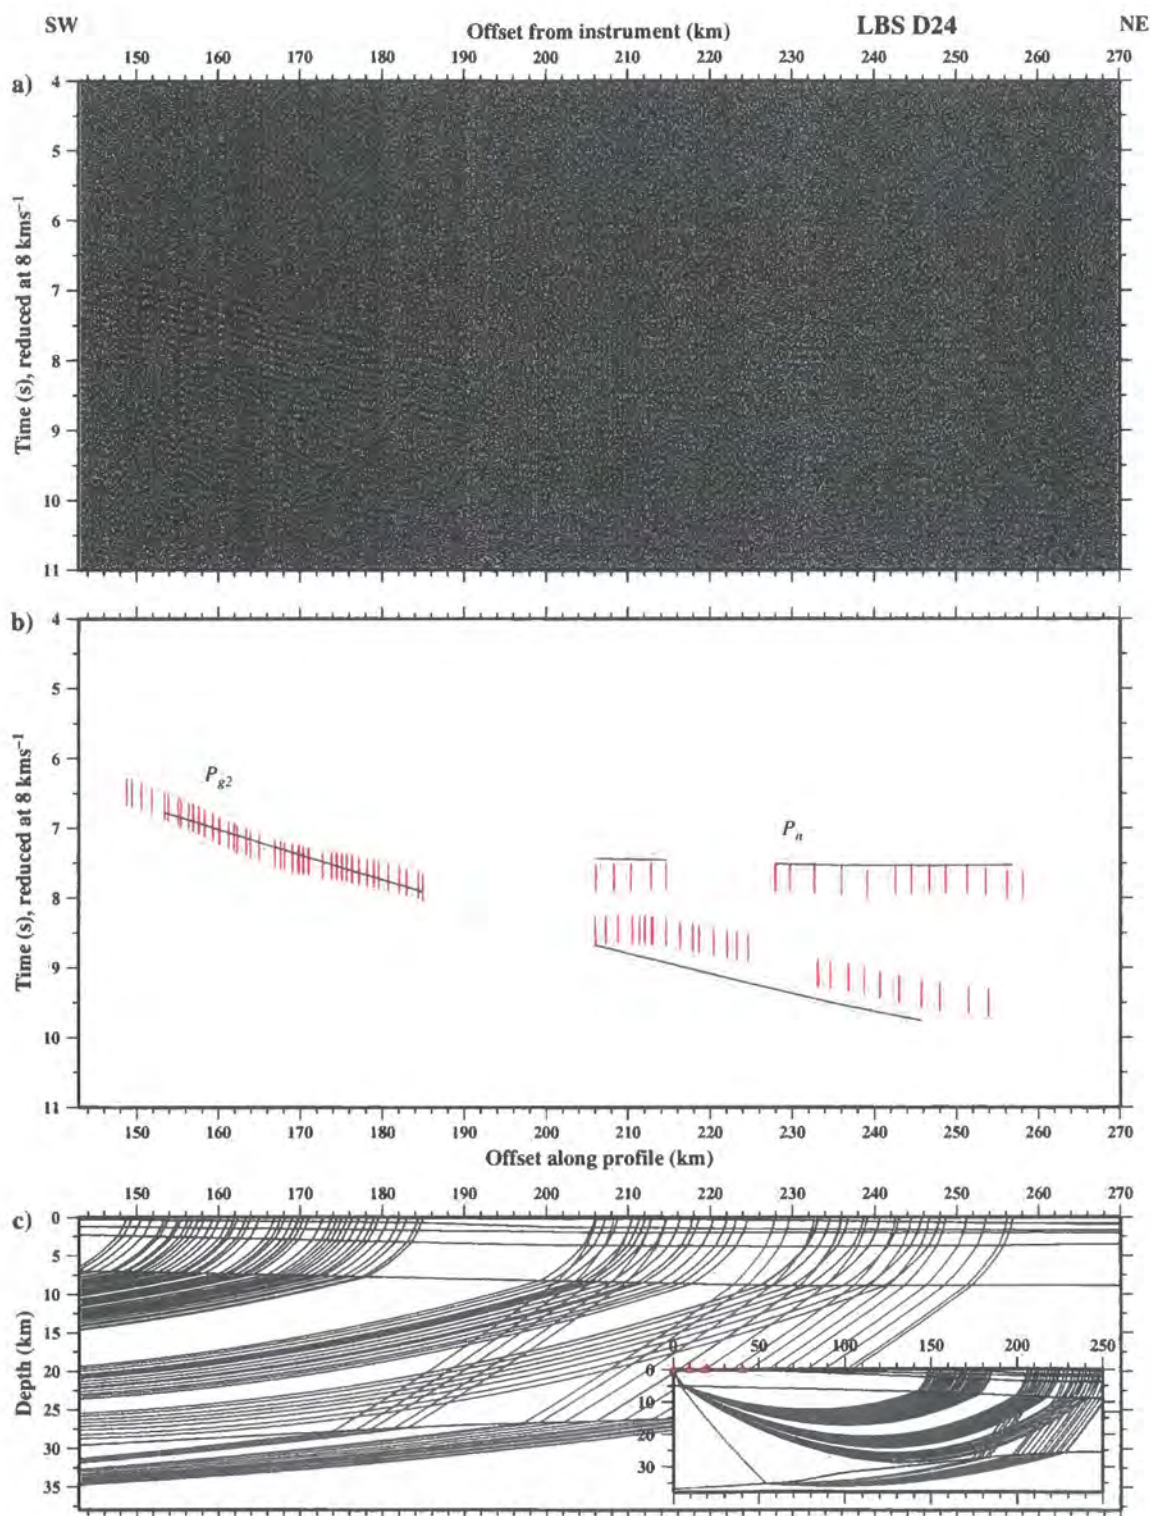 SW
Offset from instrument (km)
LBS D24
NE
150 160 170 180 190 200 210 220 230 240 250 260 270
a)
4
5
6
7
8
9
10
11
Time (s), reduced at 8 kms⁻¹
b)
4
5
6
7
8
9
10
11
Time (s), reduced at 8 kms⁻¹
Pg2
Pn
150 160 170 180 190 200 210 220 230 240 250 260 270
Offset along profile (km)
150 160 170 180 190 200 210 220 230 240 250 260 270
c)
0
5
10
15
20
25
30
35
Depth (km)
0 50 100 150 200 250
0
10
20
30